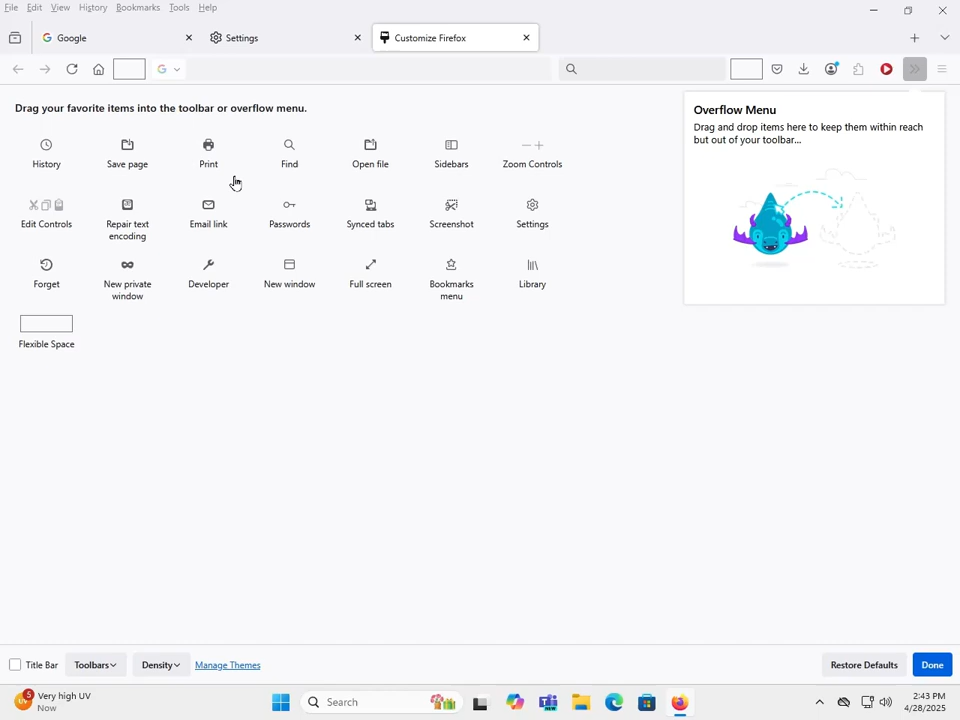 File Edit View History Bookmarks Tools Help
Google Settings Customize Firefox
Drag your favorite items into the toolbar or overflow menu.
Overflow Menu
Drag and drop items here to keep them within reach
but out of your toolbar...
History Save page Print Find Open file Sidebars Zoom Controls
Edit Controls Repair text encoding Email link Passwords Synced tabs Screenshot Settings
Forget New private window Developer New window Full screen Bookmarks menu Library
Flexible Space
Title Bar Toolbars Density Manage Themes Restore Defaults Done
5 Very high UV
Now
Search
NEW
2:43 PM
4/28/2025